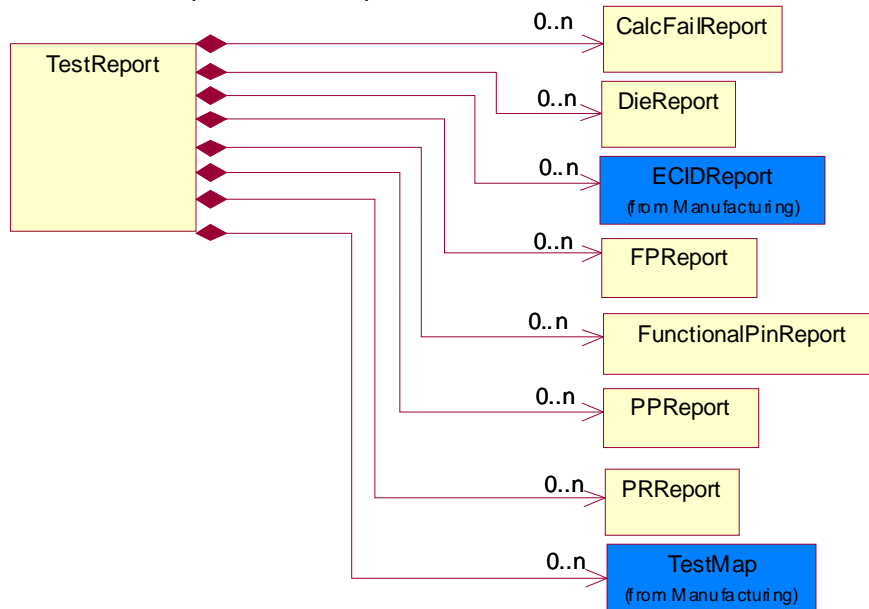 0..n
CalcFailReport
TestReport
0..n
DieReport
0..n
ECIDReport
(from Manufacturing)
0..n
FPReport
0..n
FunctionalPinReport
0..n
PPReport
0..n
PRReport
0..n
TestMap
(from Manufacturing)